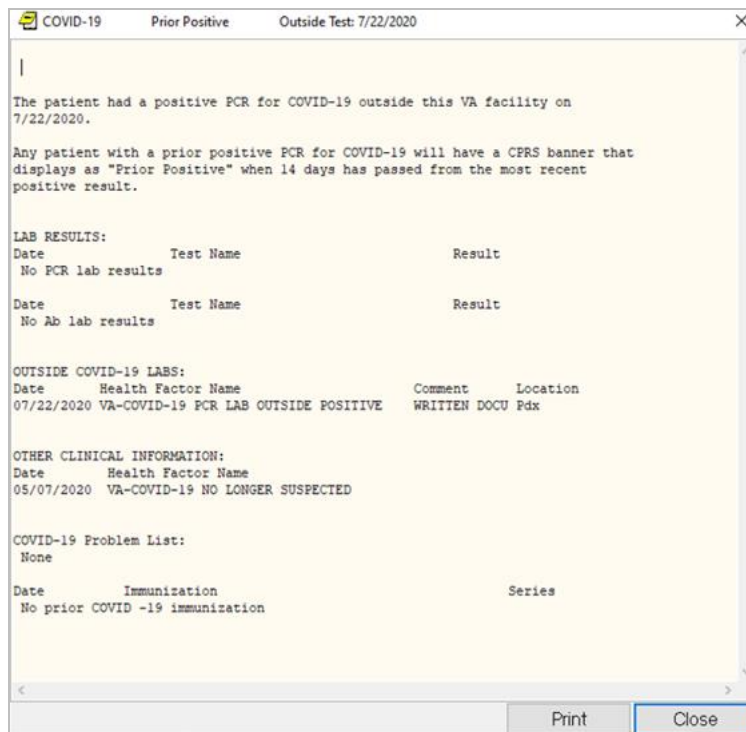 COVID-19 Prior Positive Outside Test: 7/22/2020
The patient had a positive PCR for COVID-19 outside this VA facility on
7/22/2020.
Any patient with a prior positive PCR for COVID-19 will have a CPRS banner that
displays as "Prior Positive" when 14 days has passed from the most recent
positive result.
LAB RESULTS:
Date Test Name Result
No PCR lab results
Date Test Name Result
No Ab lab results
OUTSIDE COVID-19 LABS:
Date Health Factor Name Comment Location
07/22/2020 VA-COVID-19 PCR LAB OUTSIDE POSITIVE WRITTEN DOCU Pdx
OTHER CLINICAL INFORMATION:
Date Health Factor Name
05/07/2020 VA-COVID-19 NO LONGER SUSPECTED
COVID-19 Problem List:
None
Date Immunization Series
No prior COVID -19 immunization
Print Close